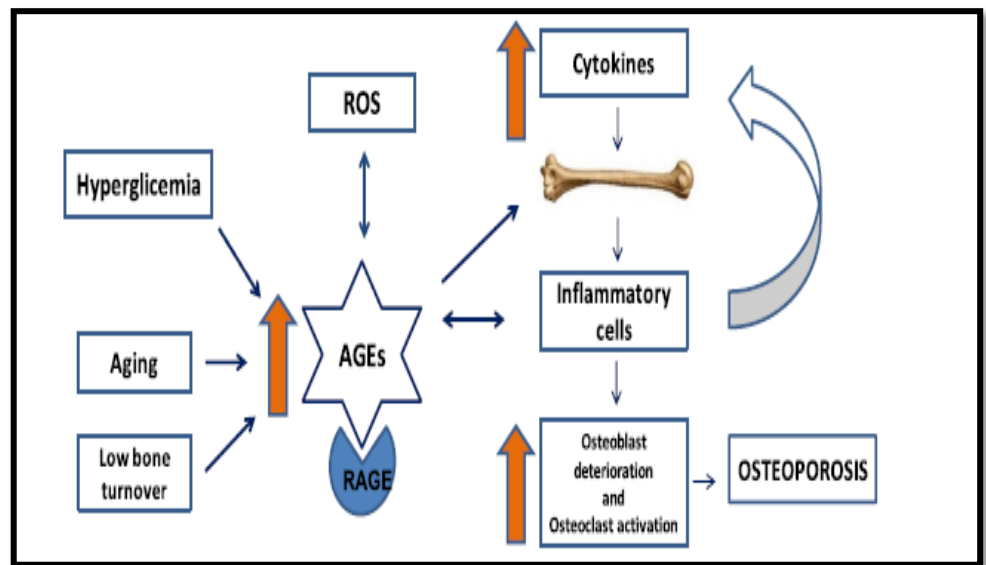 Cytokines
ROS
Hyperglicemia
Inflammatory
cells
Aging
AGEs
Low bone
turnover
RAGE
Osteoblast
deterioration
and
Osteoclast activation
OSTEOPOROSIS